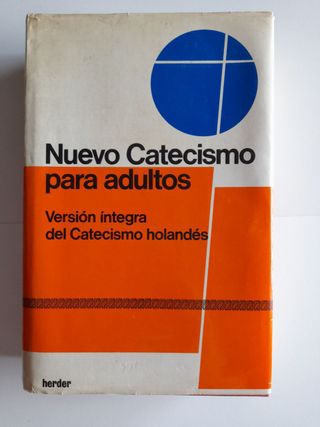 Nuevo Catecismo
para adultos
Versión íntegra
del Catecismo holandés
herder